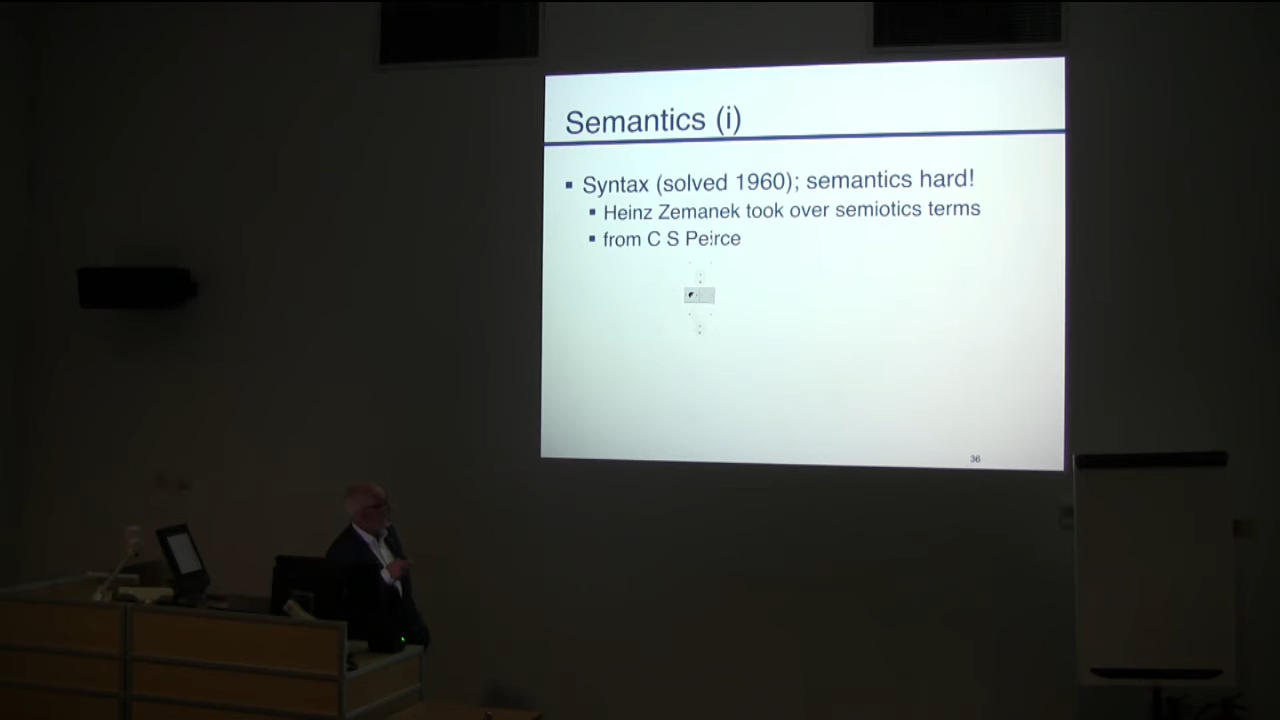 Semantics (i)
▪ Syntax (solved 1960); semantics hard!
▪ Heinz Zemanek took over semiotics terms
▪ from C S Peirce
36